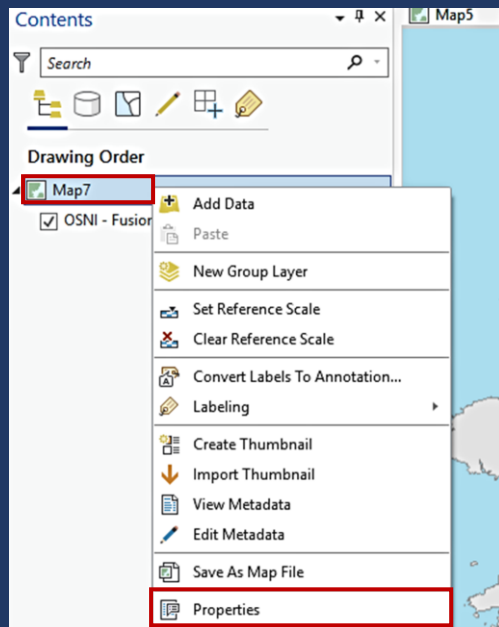 Contents
Map5
Search
Drawing Order
Map7
OSNI - Fusion
Add Data
Paste
New Group Layer
Set Reference Scale
Clear Reference Scale
Convert Labels To Annotation...
Labeling
Create Thumbnail
Import Thumbnail
View Metadata
Edit Metadata
Save As Map File
Properties